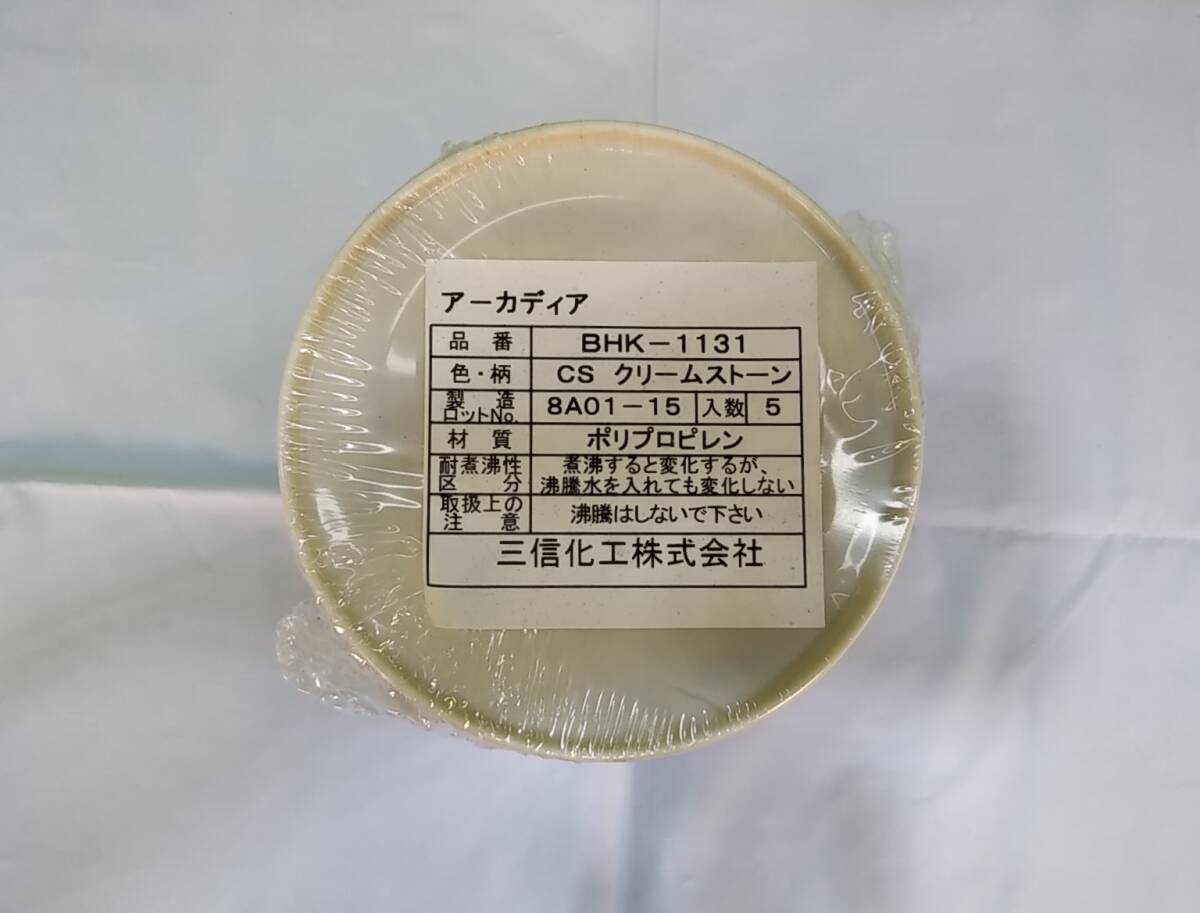 アーカディア
品番 BHK-1131
色・柄 CS クリームストーン
製造ロットNo. 8A01-15 入数 5
材質 ポリプロピレン
耐煮沸性区分 煮沸すると変化するが、
沸騰水を入れても変化しない
取扱上の注意 沸騰はしないで下さい
三信化工株式会社